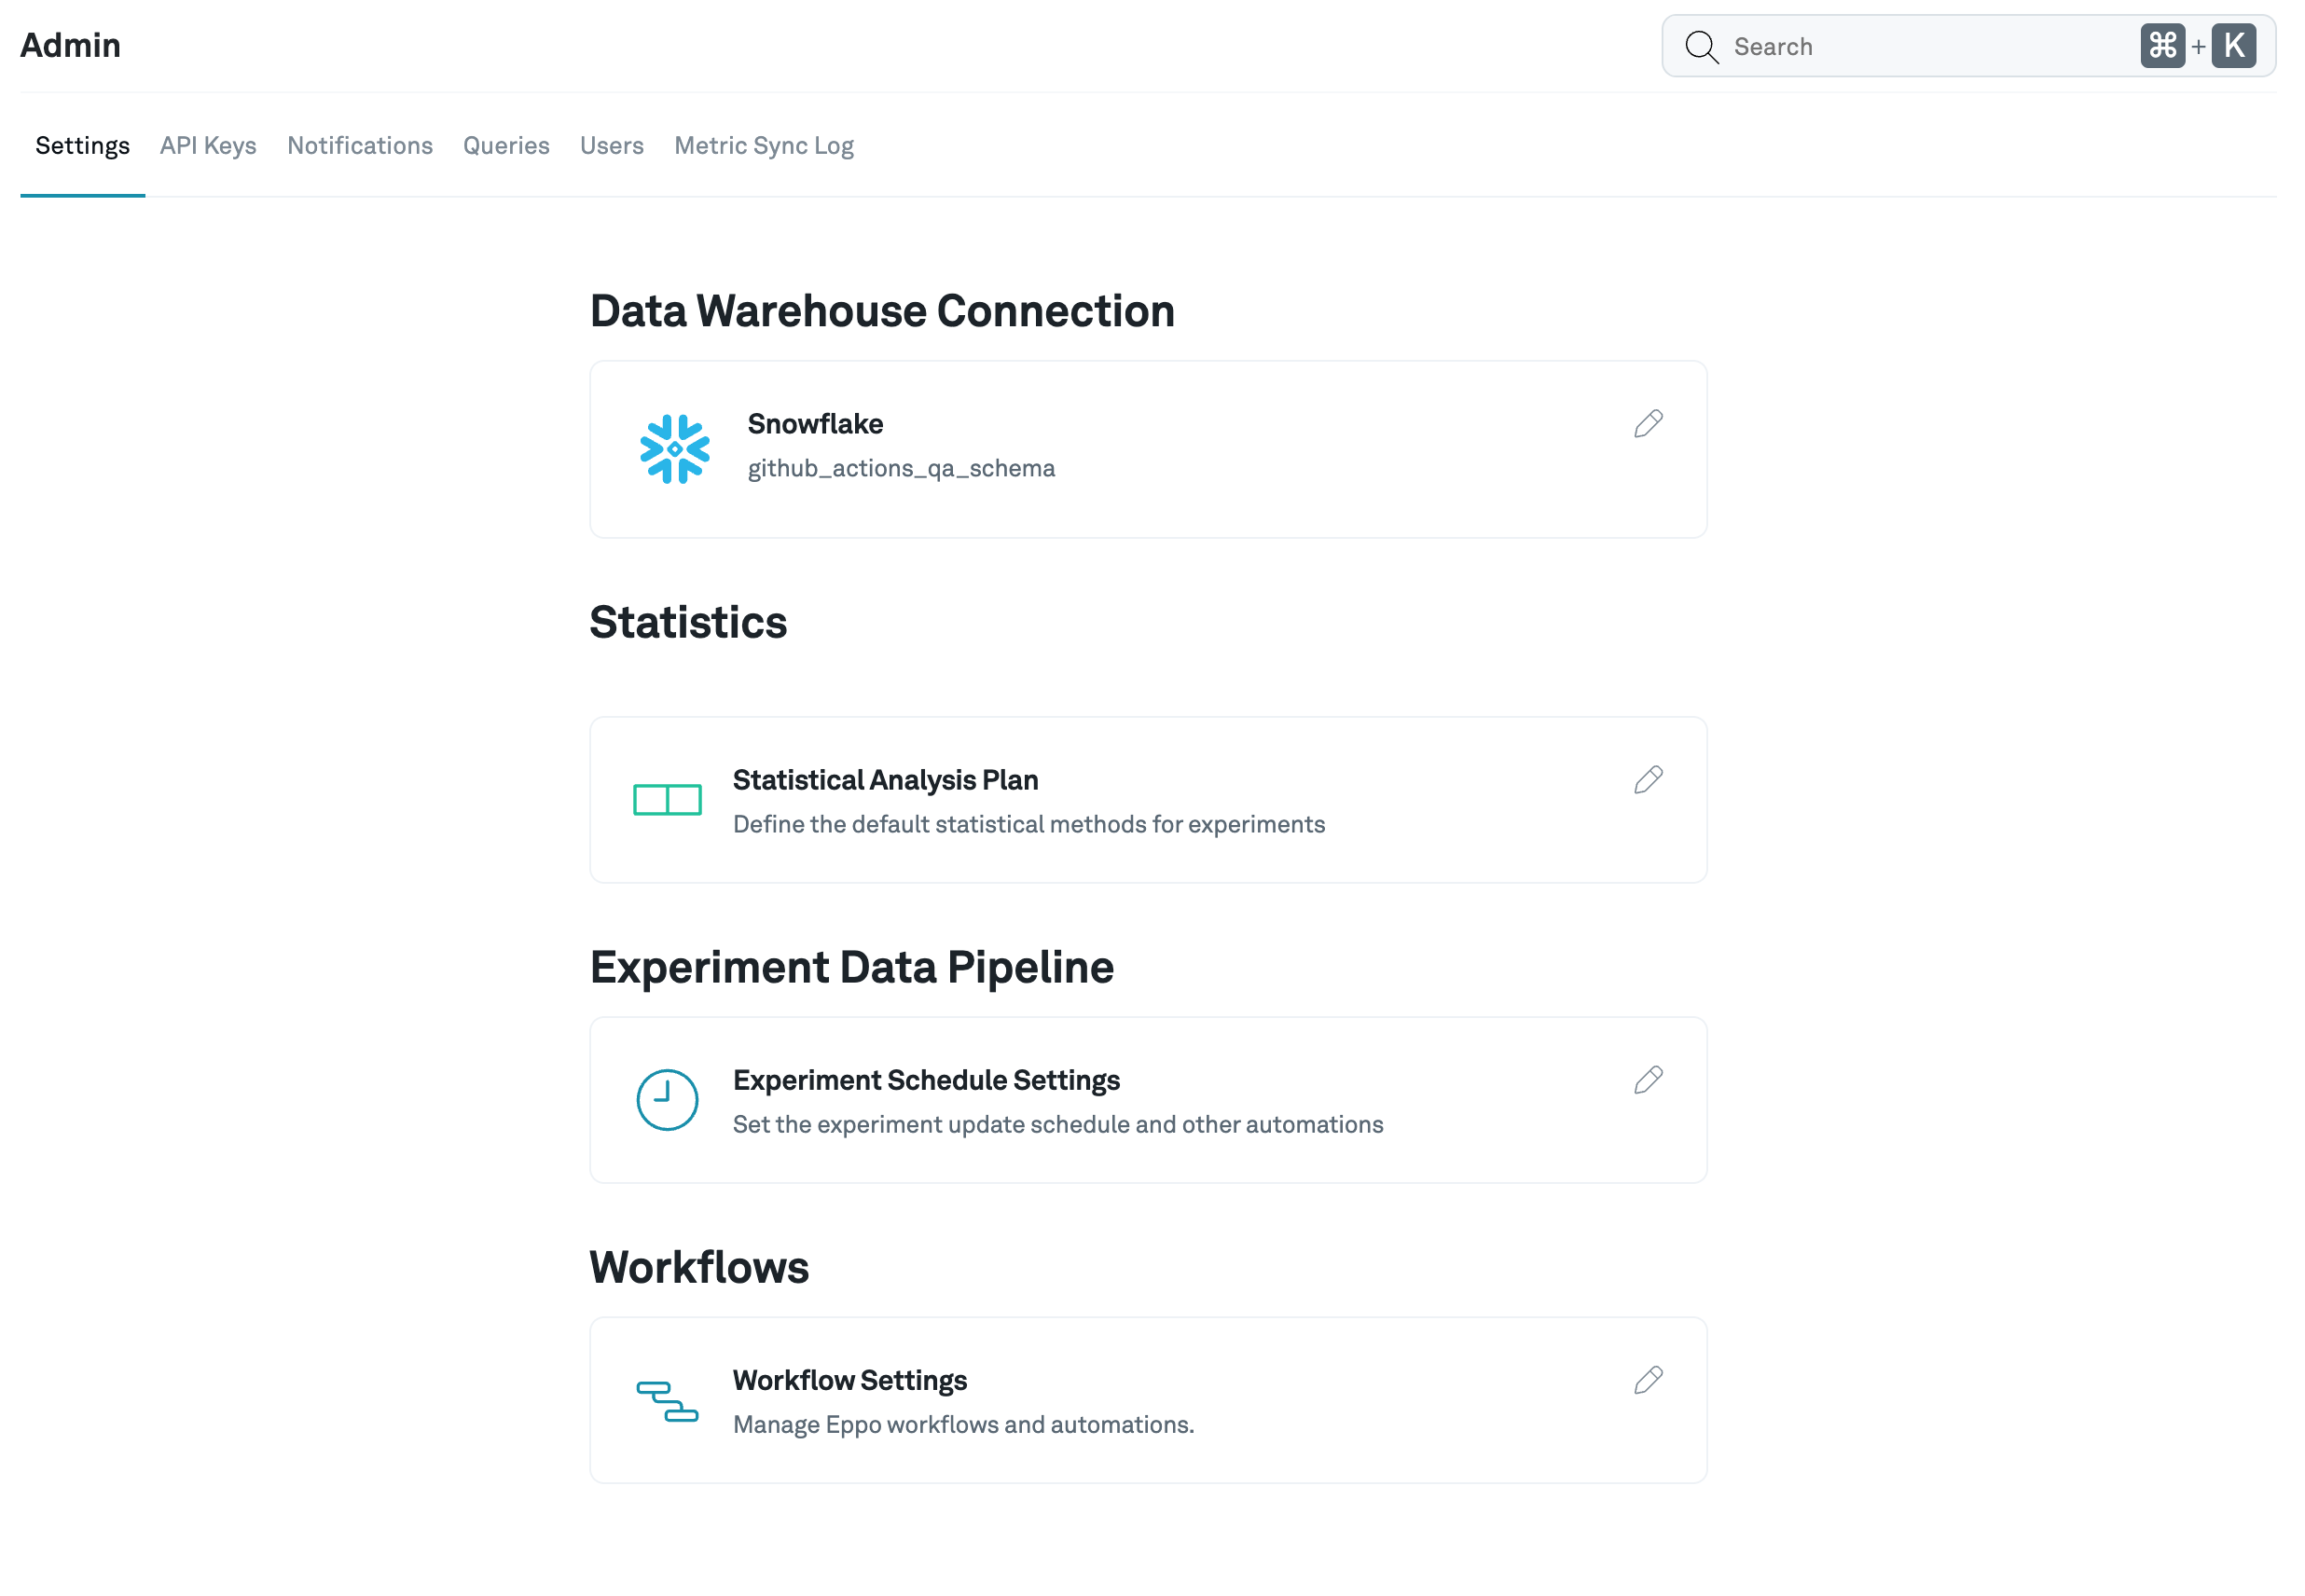 Admin
Search ⌘ + K
Settings API Keys Notifications Queries Users Metric Sync Log
Data Warehouse Connection
Snowflake
github_actions_qa_schema
Statistics
Statistical Analysis Plan
Define the default statistical methods for experiments
Experiment Data Pipeline
Experiment Schedule Settings
Set the experiment update schedule and other automations
Workflows
Workflow Settings
Manage Eppo workflows and automations.